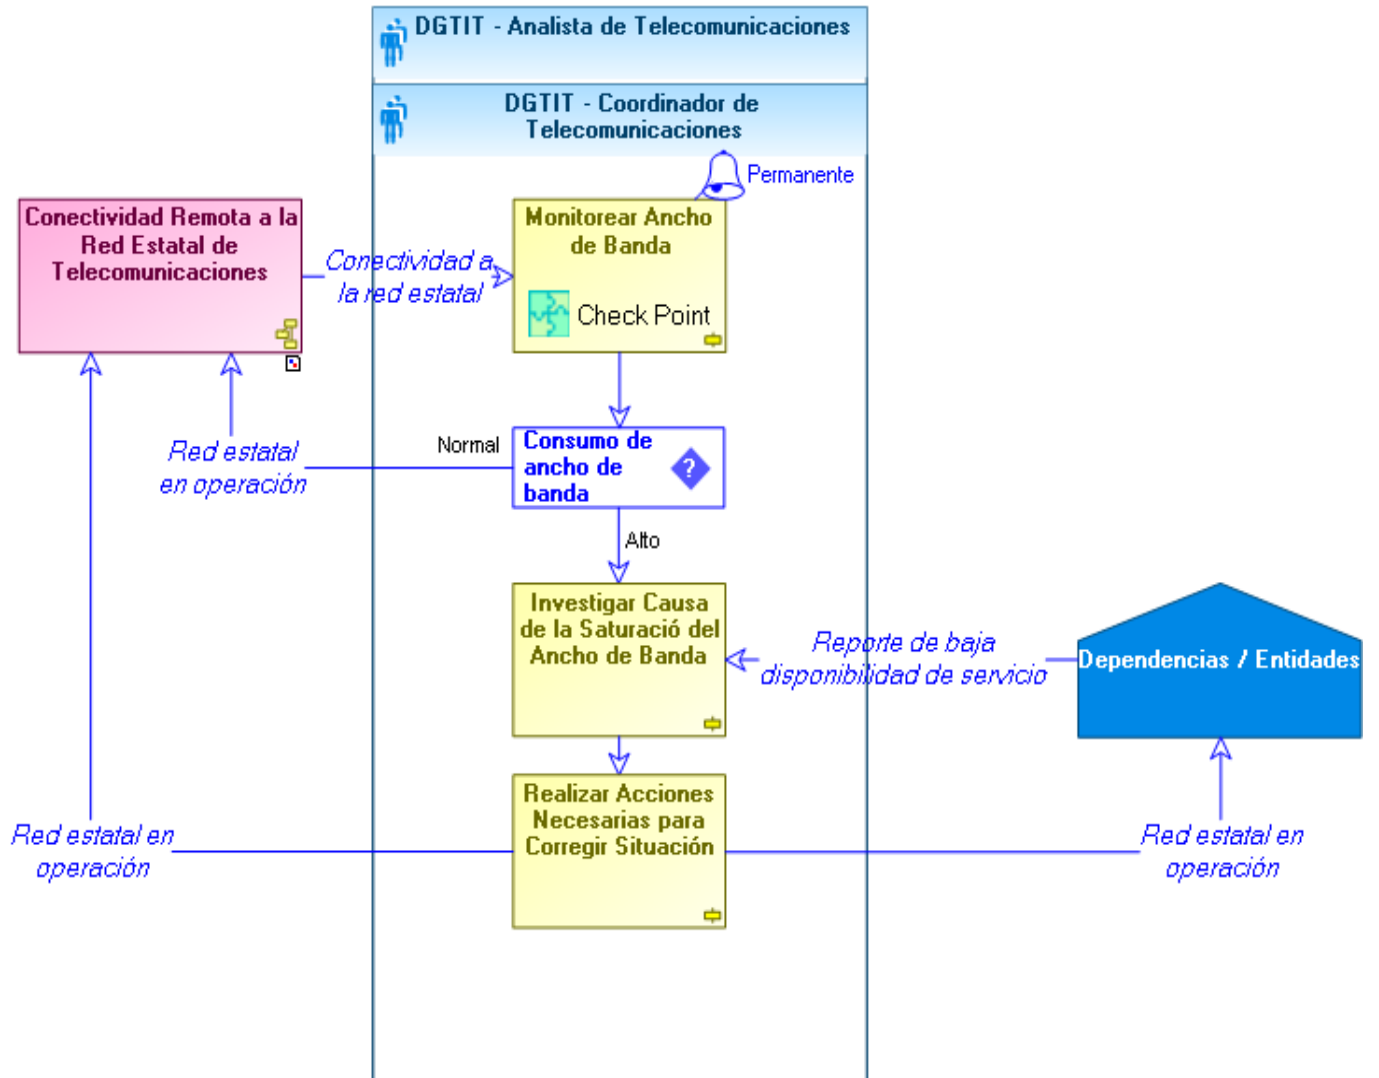 DGTIT - Analista de Telecomunicaciones
DGTIT - Coordinador de
Telecomunicaciones
Permanente
Conectividad Remota a la
Red Estatal de
Telecomunicaciones
Conectividad a
la red estatal
Monitorear Ancho
de Banda
Check Point
Normal
Consumo de
ancho de
banda
Red estatal
en operación
Alto
Investigar Causa
de la Saturació del
Ancho de Banda
Reporte de baja
disponibilidad de servicio
Dependencias / Entidades
Realizar Acciones
Necesarias para
Corregir Situación
Red estatal en
operación
Red estatal en
operación